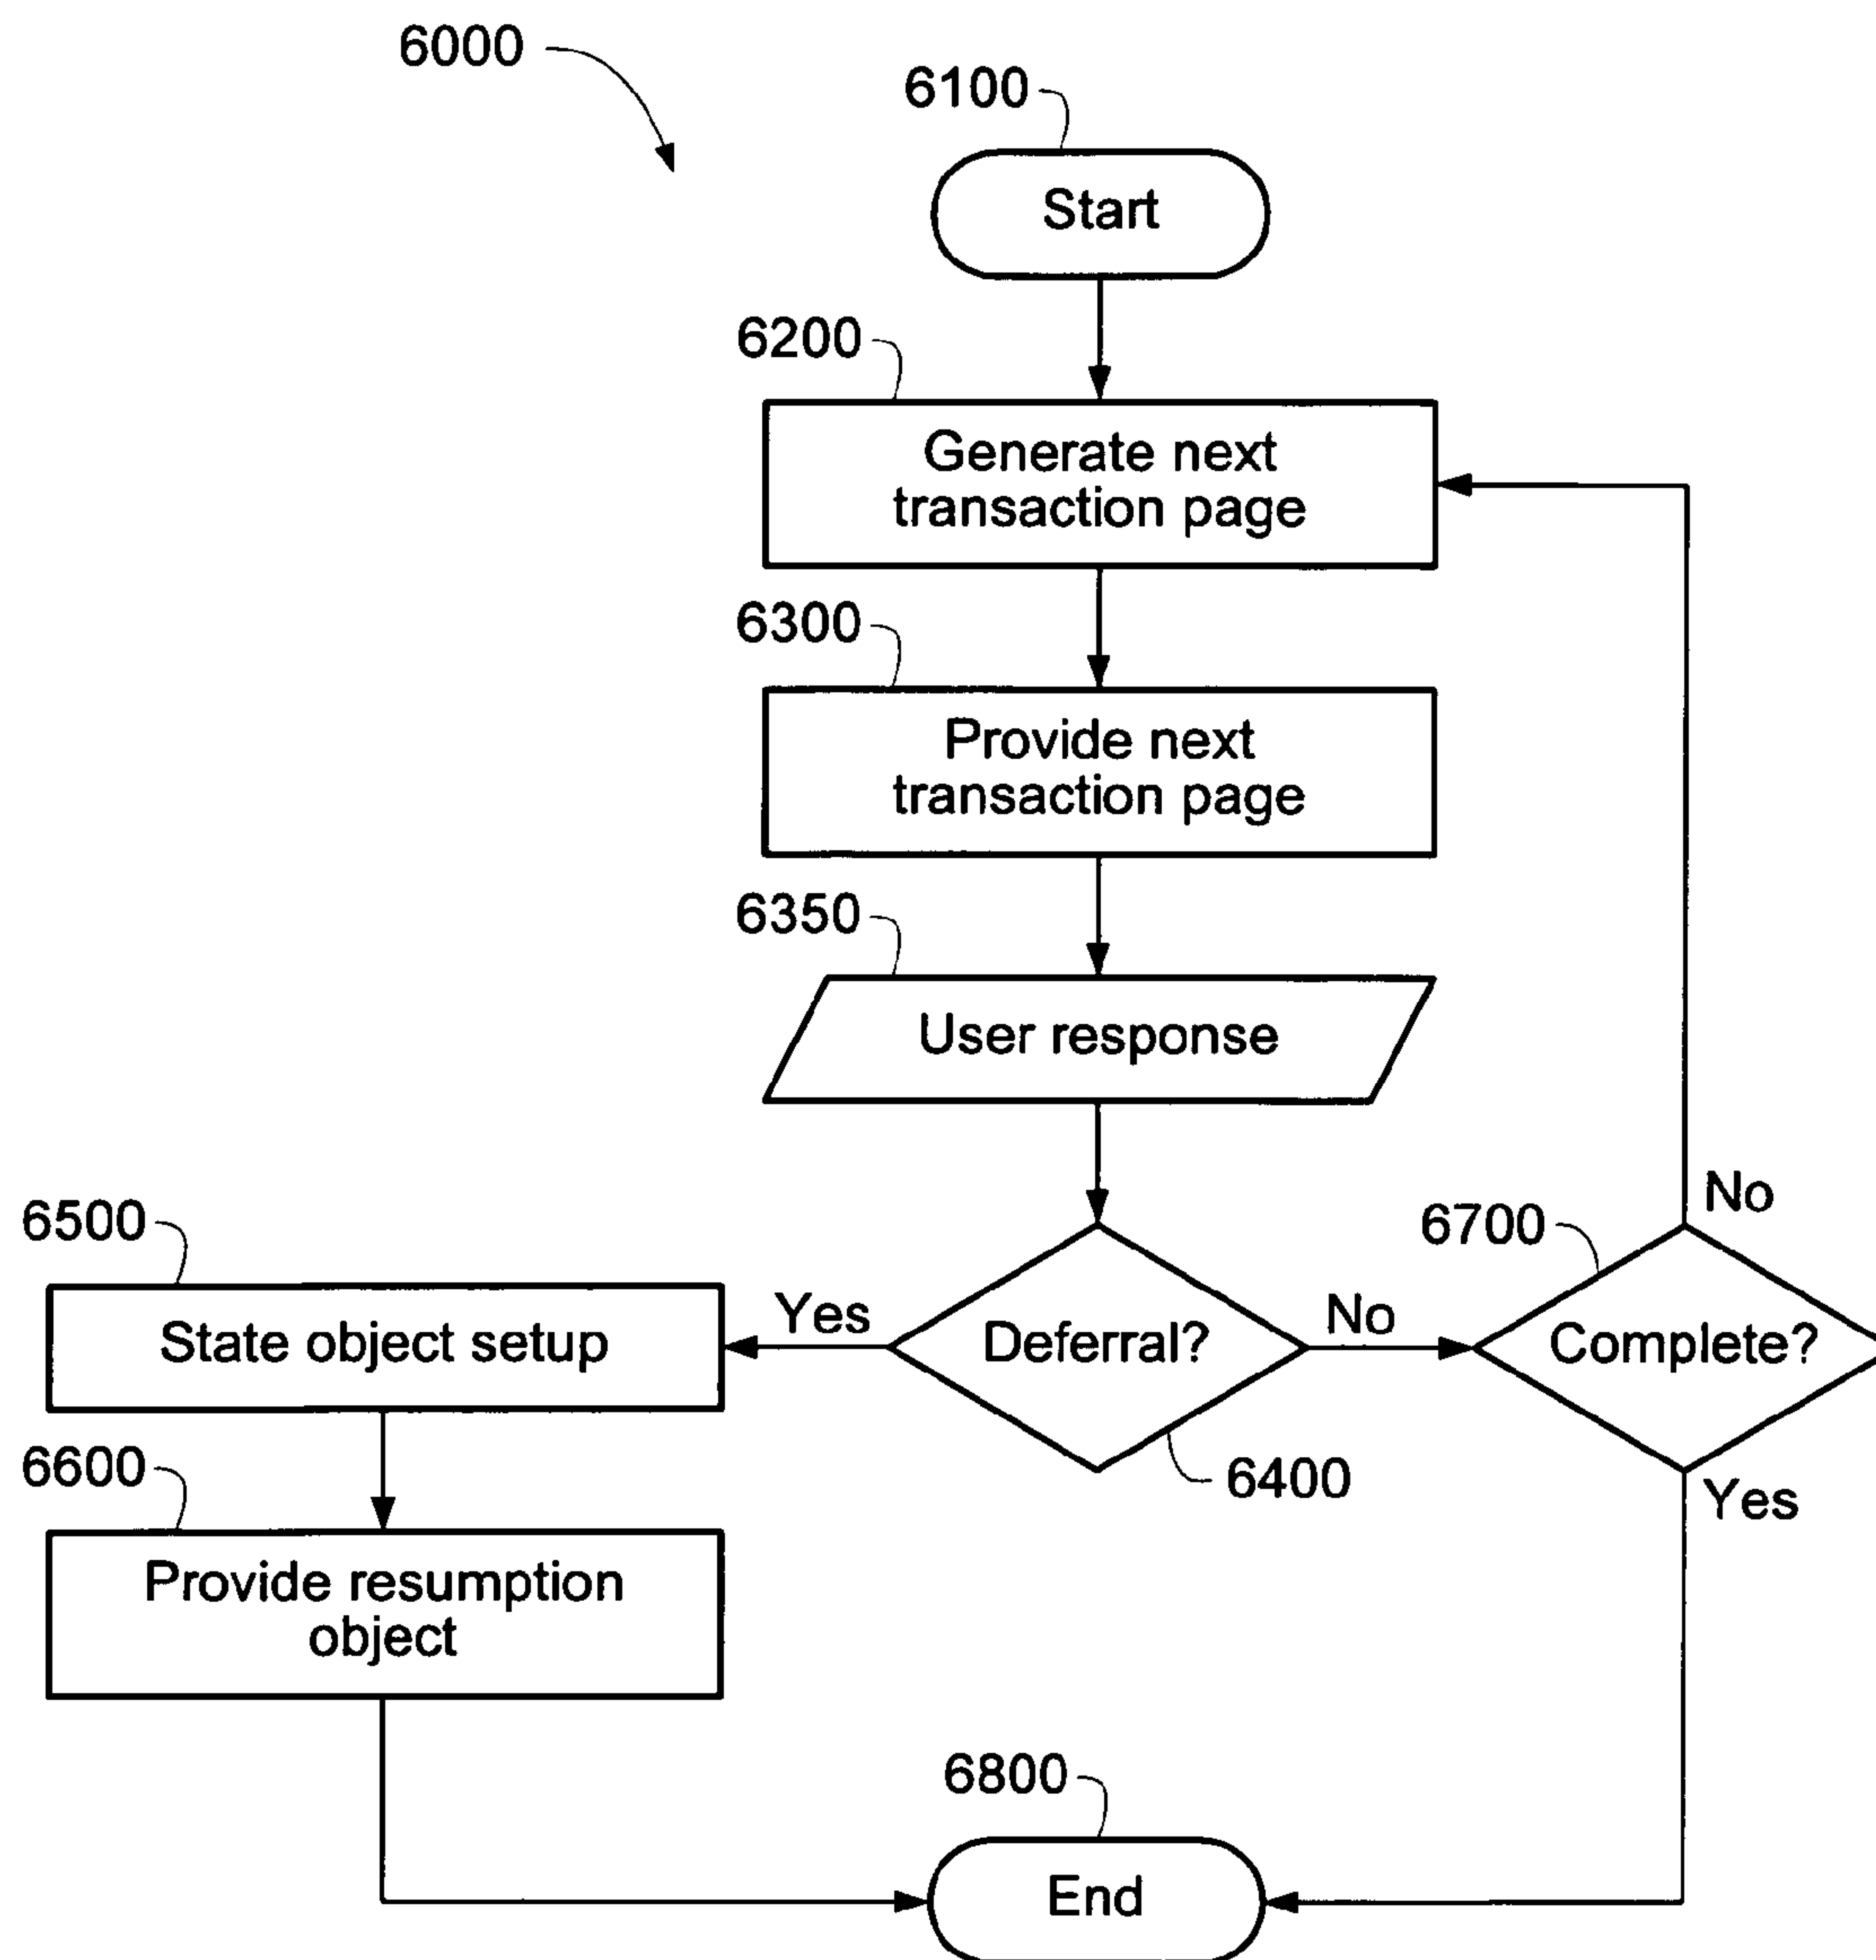 6000
6100
Start
6200
Generate next
transaction page
6300
Provide next
transaction page
6350
User response
6500
State object setup
Yes
Deferral?
6400
No
6700
Complete?
No
Yes
6600
Provide resumption
object
6800
End